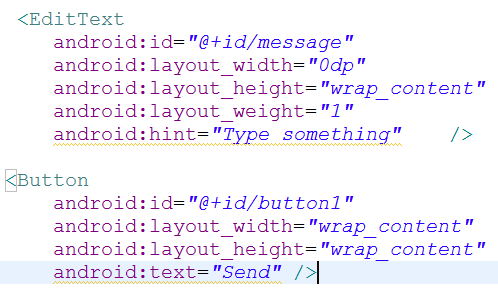 <EditText
android:id="@+id/message"
android:layout_width="0dp"
android:layout_height="wrap_content"
android:layout_weight="1"
android:hint="Type something" />
<Button
android:id="@+id/button1"
android:layout_width="wrap_content"
android:layout_height="wrap_content"
android:text="Send" />